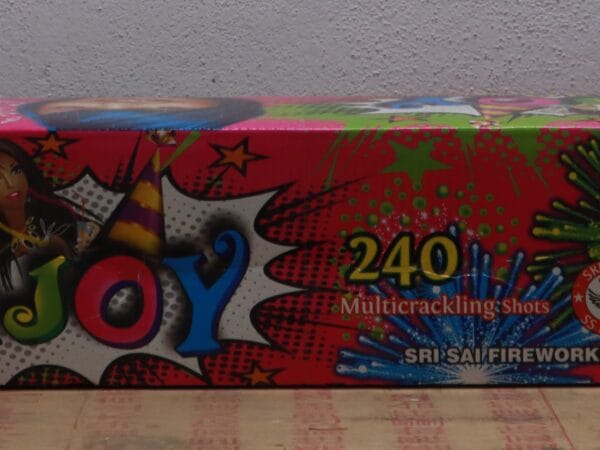 JOY
240
Multicrackling Shots
SRI SAI FIREWORK